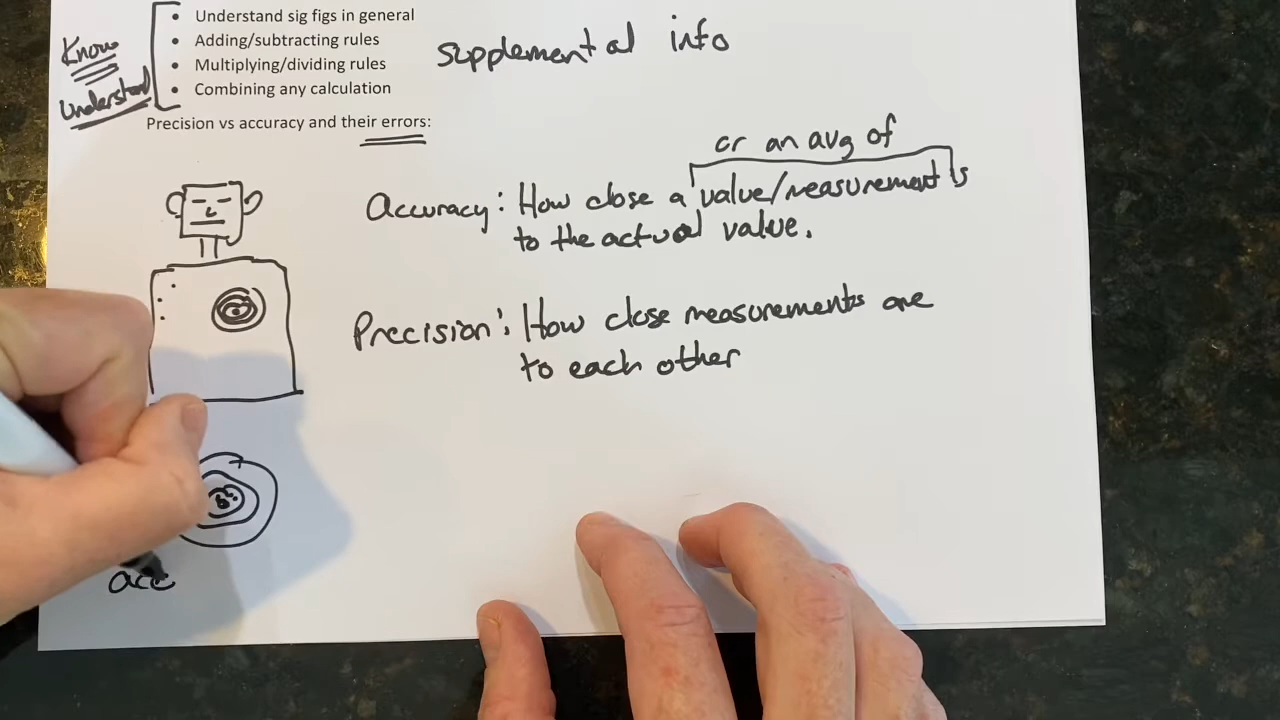 Know
Understand
• Understand sig figs in general
• Adding/subtracting rules
• Multiplying/dividing rules
• Combining any calculation
supplemental info
Precision vs accuracy and their errors:
or an avg of
Accuracy: How close a value/measurement is
to the actual value.
Precision: How close measurements are
to each other
acc